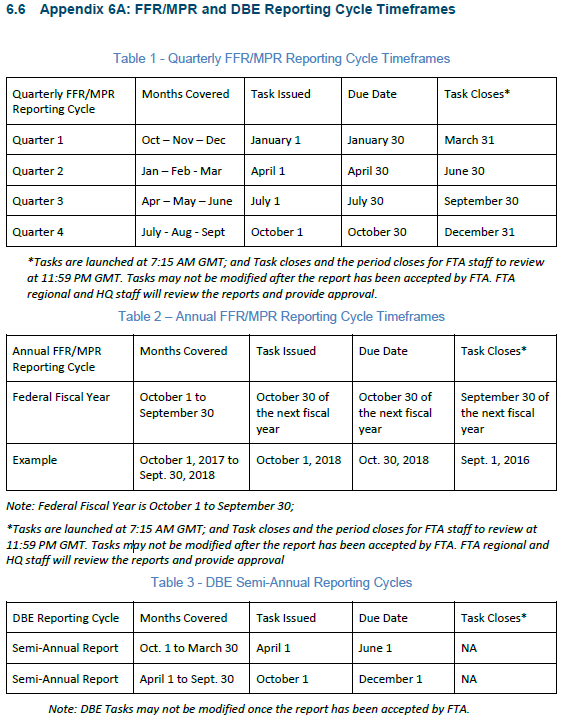 6.6 Appendix 6A: FFR/MPR and DBE Reporting Cycle Timeframes
Table 1 - Quarterly FFR/MPR Reporting Cycle Timeframes
Quarterly FFR/MPR Reporting Cycle | Months Covered | Task Issued | Due Date | Task Closes*
Quarter 1 | Oct – Nov – Dec | January 1 | January 30 | March 31
Quarter 2 | Jan – Feb - Mar | April 1 | April 30 | June 30
Quarter 3 | Apr – May – June | July 1 | July 30 | September 30
Quarter 4 | July - Aug - Sept | October 1 | October 30 | December 31
*Tasks are launched at 7:15 AM GMT; and Task closes and the period closes for FTA staff to review
at 11:59 PM GMT. Tasks may not be modified after the report has been accepted by FTA. FTA
regional and HQ staff will review the reports and provide approval.
Table 2 – Annual FFR/MPR Reporting Cycle Timeframes
Annual FFR/MPR Reporting Cycle | Months Covered | Task Issued | Due Date | Task Closes*
Federal Fiscal Year | October 1 to September 30 | October 30 of the next fiscal year | October 30 of the next fiscal year | September 30 of the next fiscal year
Example | October 1, 2017 to Sept. 30, 2018 | October 1, 2018 | Oct. 30, 2018 | Sept. 1, 2016
Note: Federal Fiscal Year is October 1 to September 30;
*Tasks are launched at 7:15 AM GMT; and Task closes and the period closes for FTA staff to review at
11:59 PM GMT. Tasks may not be modified after the report has been accepted by FTA. FTA regional and
HQ staff will review the reports and provide approval
Table 3 - DBE Semi-Annual Reporting Cycles
DBE Reporting Cycle | Months Covered | Task Issued | Due Date | Task Closes*
Semi-Annual Report | Oct. 1 to March 30 | April 1 | June 1 | NA
Semi-Annual Report | April 1 to Sept. 30 | October 1 | December 1 | NA
Note: DBE Tasks may not be modified once the report has been accepted by FTA.